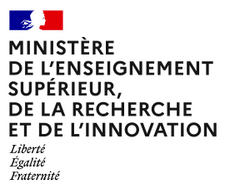 MINISTÈRE
DE L'ENSEIGNEMENT
SUPÉRIEUR,
DE LA RECHERCHE
ET DE L'INNOVATION
Liberté
Égalité
Fraternité